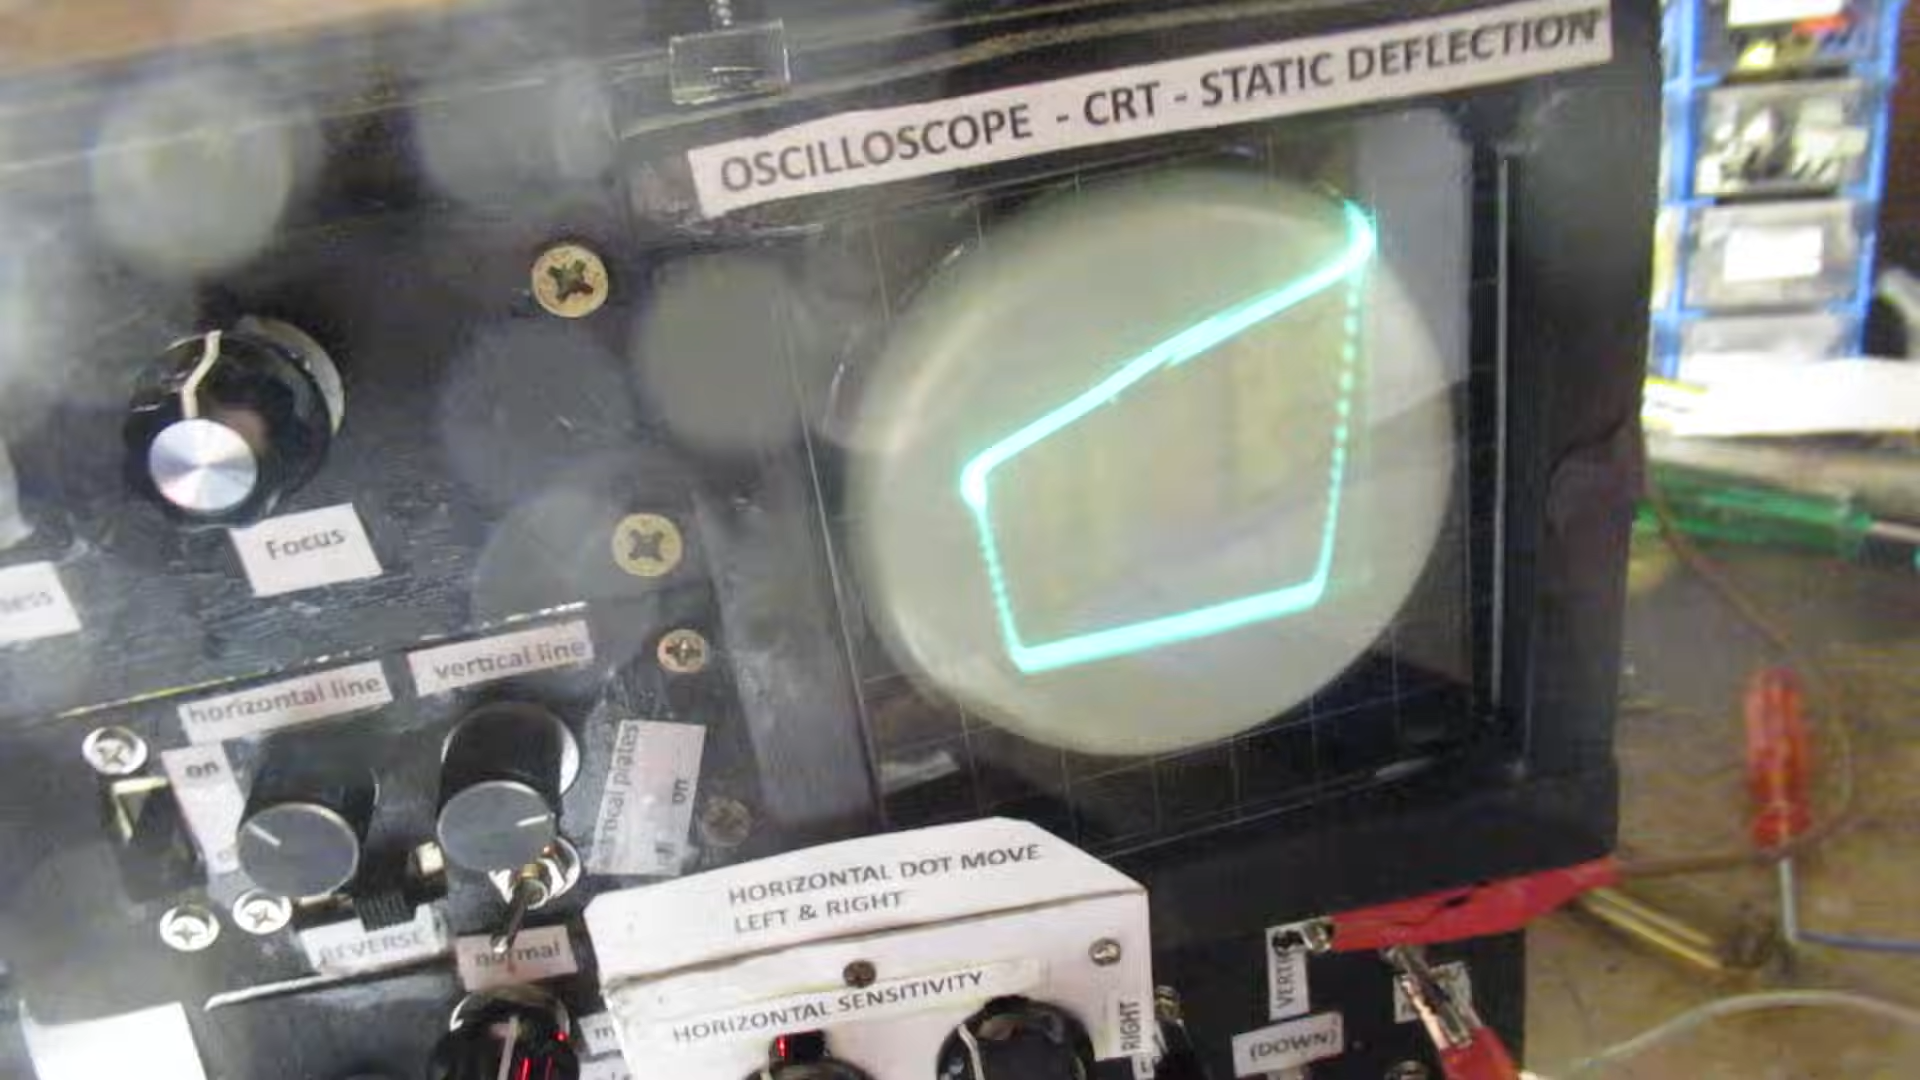 OSCILLOSCOPE - CRT - STATIC DEFLECTION
Focus
horizontal line
vertical line
on
on
REVERSE
normal
HORIZONTAL DOT MOVE
LEFT & RIGHT
HORIZONTAL SENSITIVITY
RIGHT
(DOWN)